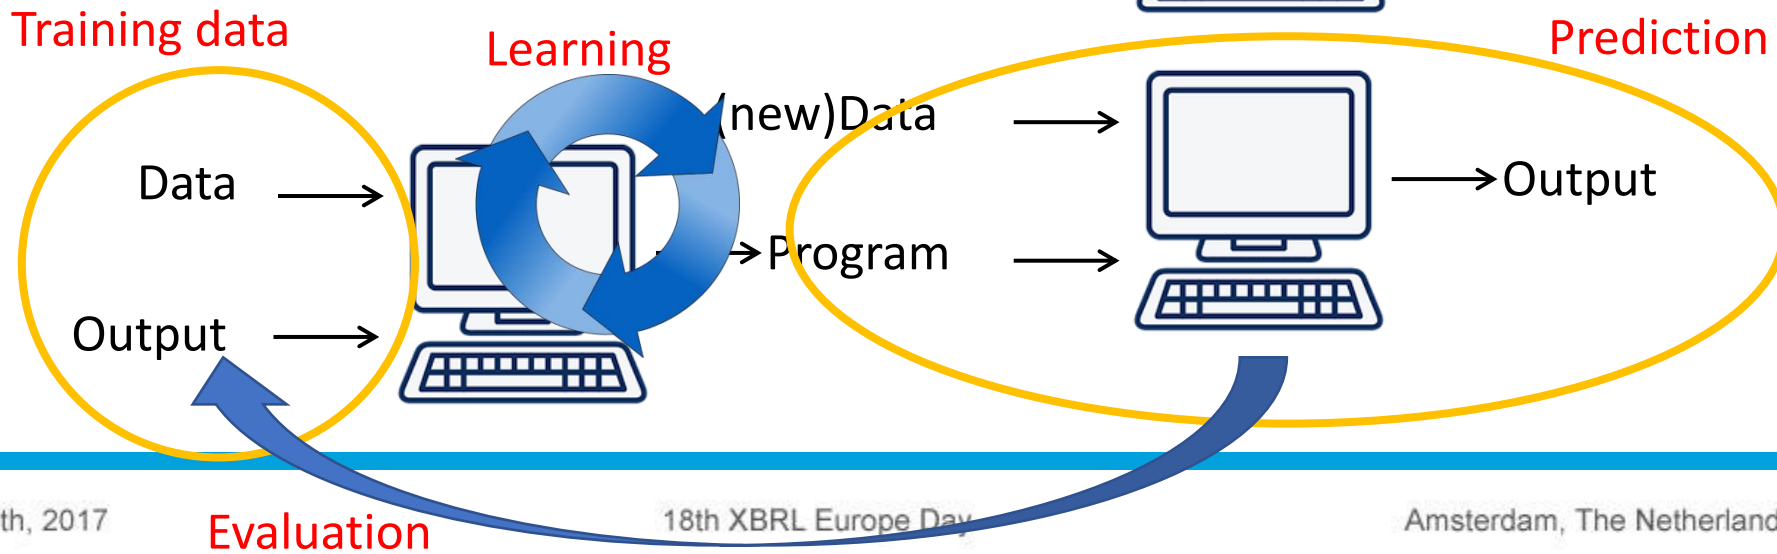 Training data
Learning
Prediction
(new)Data
Data
Output
Program
Output
th, 2017
18th XBRL Europe Day
Amsterdam, The Netherland
Evaluation